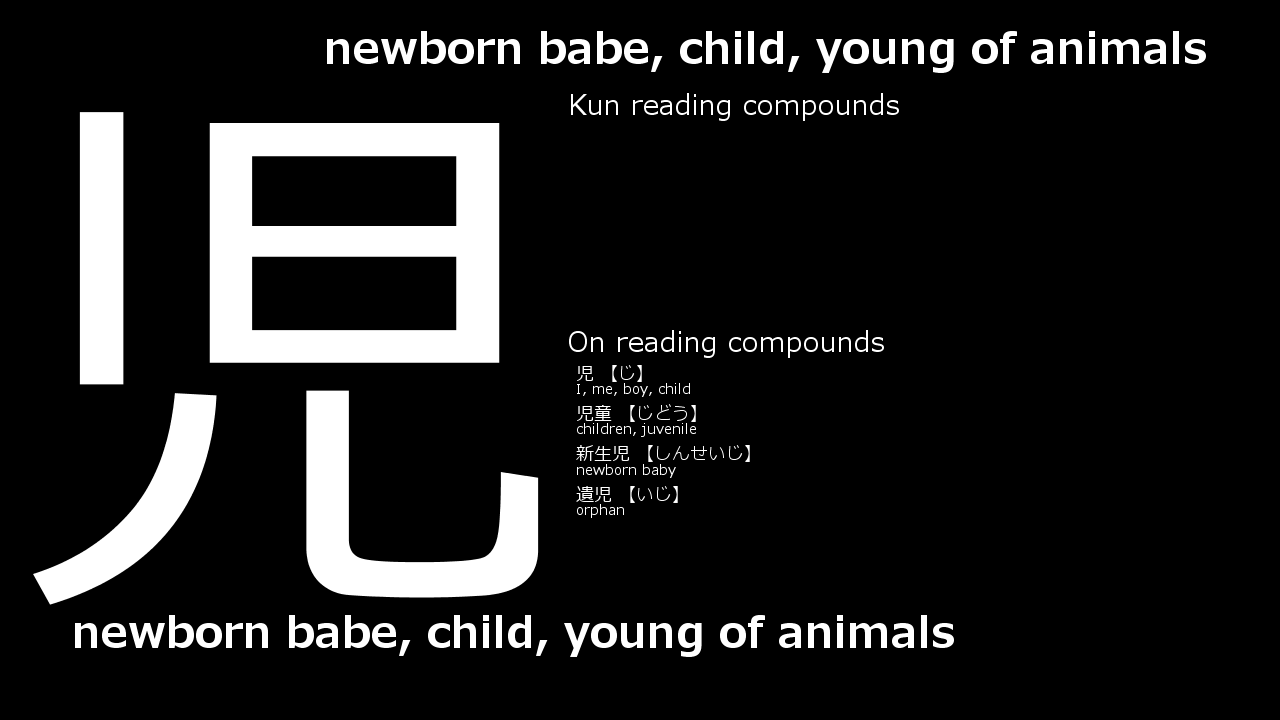 newborn babe, child, young of animals
児
Kun reading compounds
On reading compounds
児 【じ】
I, me, boy, child
児童 【じどう】
children, juvenile
新生児 【しんせいじ】
newborn baby
遺児 【いじ】
orphan
newborn babe, child, young of animals